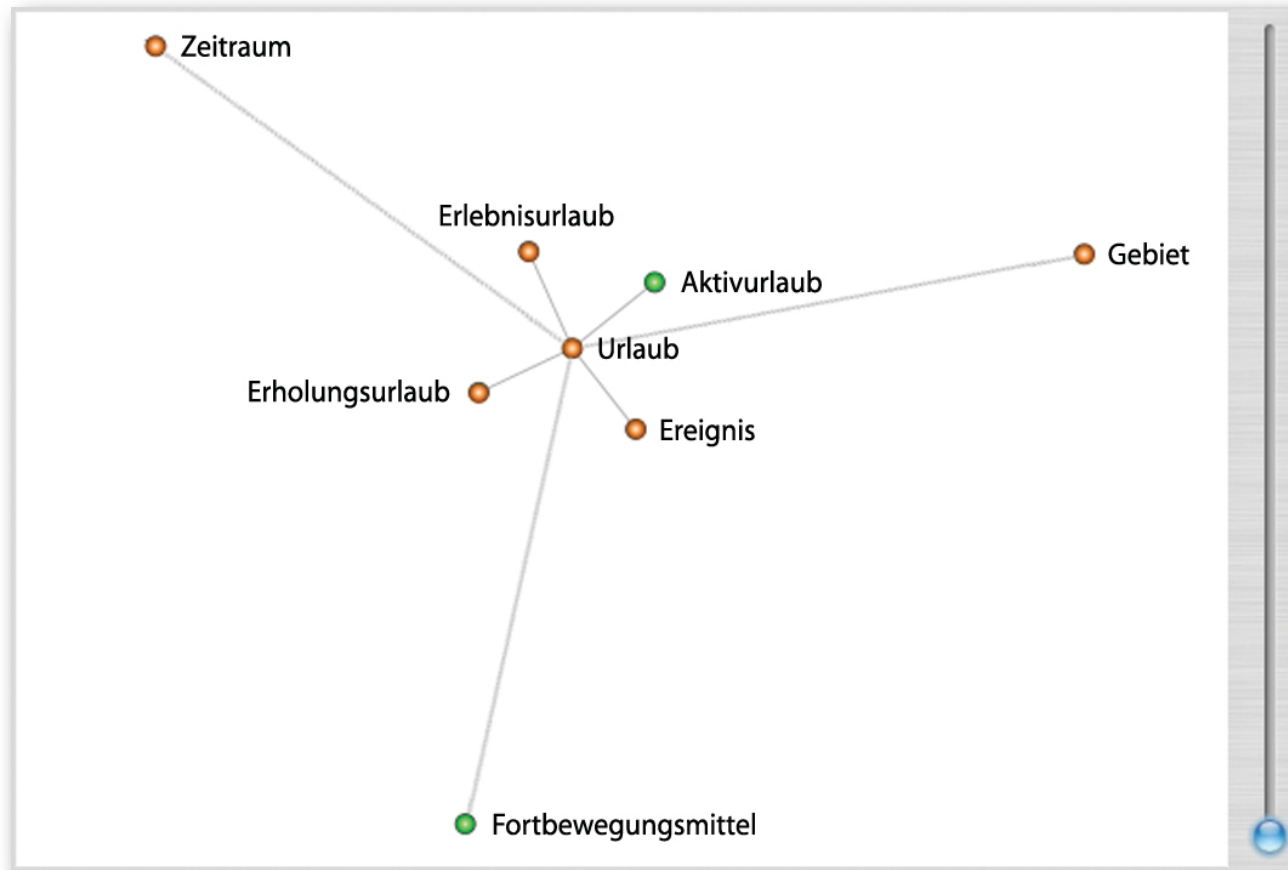 Zeitraum
Erlebnisurlaub
Gebiet
Aktivurlaub
Urlaub
Erholungsurlaub
Ereignis
Fortbewegungsmittel